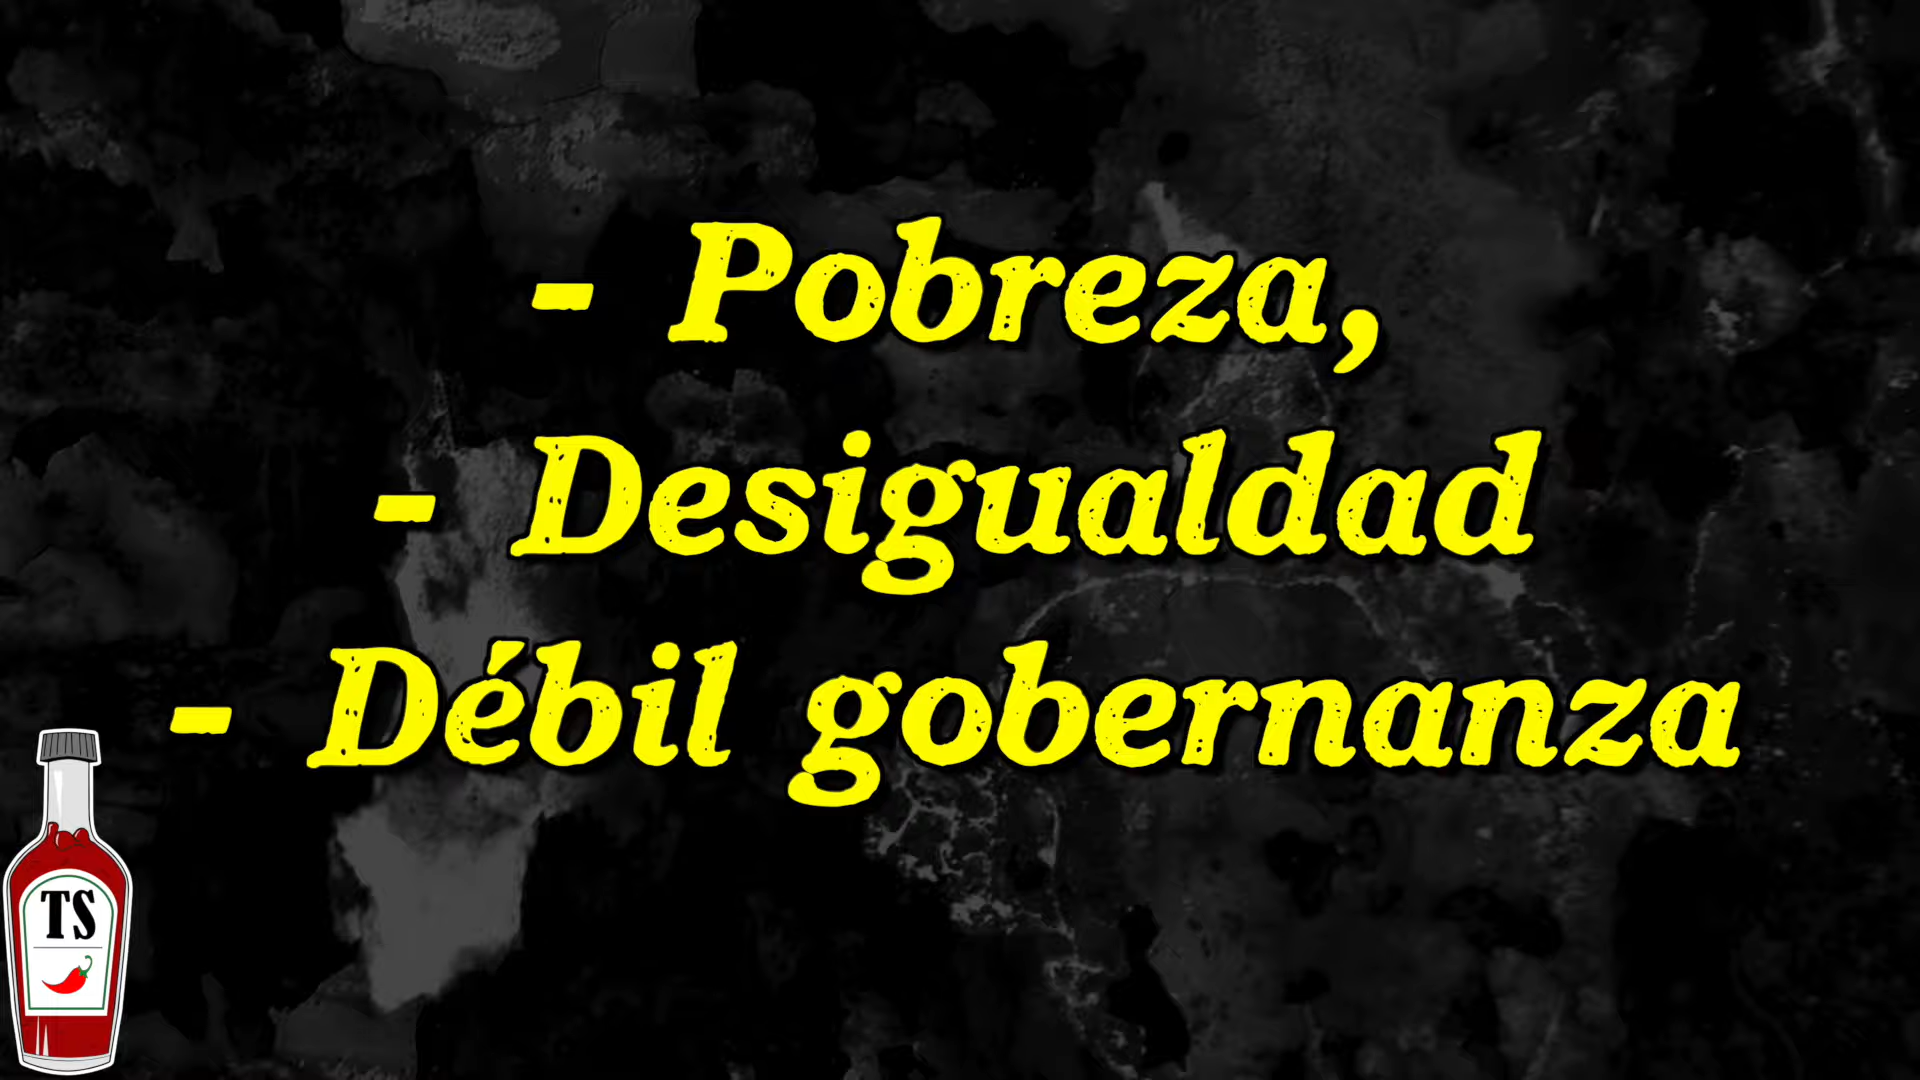 - Pobreza,
- Desigualdad
- Débil gobernanza
TS